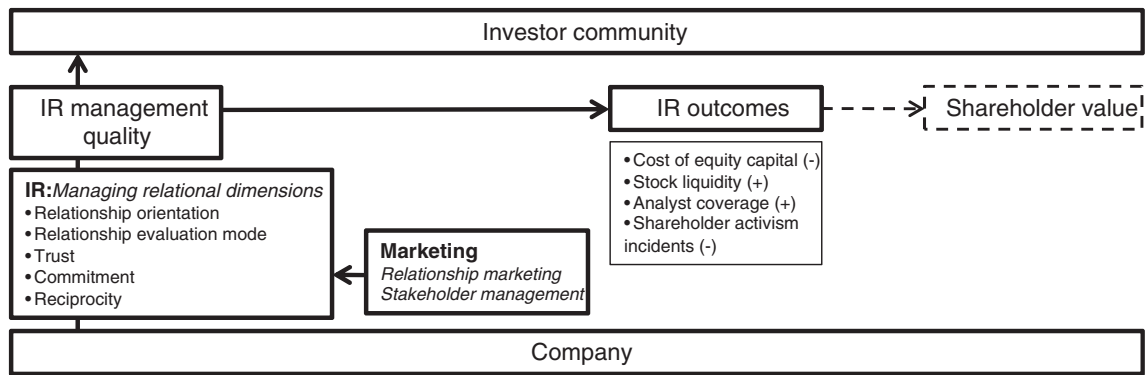 Investor community
IR management
quality
IR outcomes
Shareholder value
•Cost of equity capital (-)
•Stock liquidity (+)
•Analyst coverage (+)
•Shareholder activism
incidents (-)
IR:Managing relational dimensions
•Relationship orientation
•Relationship evaluation mode
•Trust
•Commitment
•Reciprocity
Marketing
Relationship marketing
Stakeholder management
Company